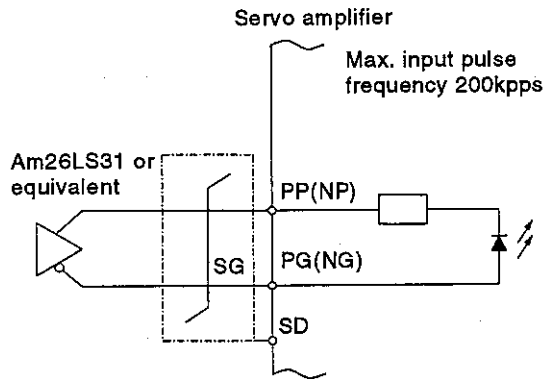 Servo amplifier
Max. input pulse
frequency 200kpps
Am26LS31 or
equivalent
PP(NP)
SG
PG(NG)
SD